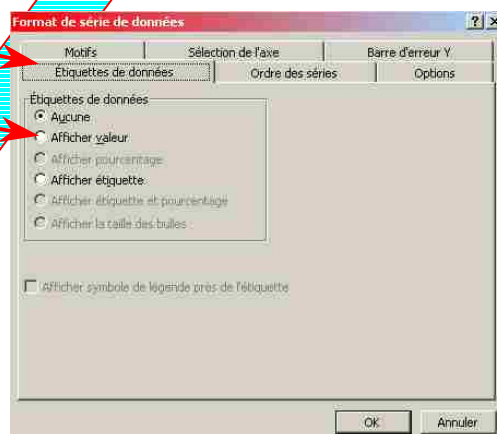 Format de série de données
Motifs Sélection de l'axe Barre d'erreur Y
Étiquettes de données Ordre des séries Options
Étiquettes de données
Aucune
Afficher valeur
Afficher pourcentage
Afficher étiquette
Afficher étiquette et pourcentage
Afficher la taille des bulles
Afficher symbole de légende près de l'étiquette
OK Annuler